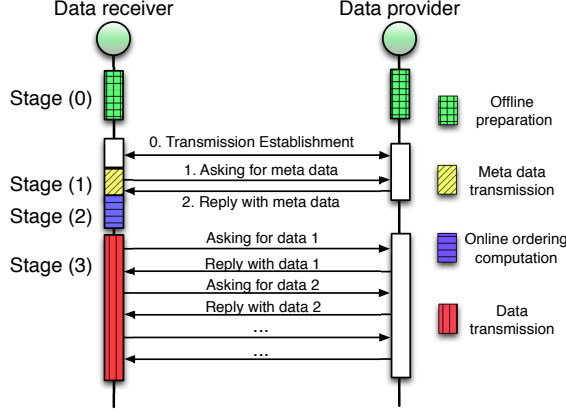 Data receiver
Data provider
Stage (0)
Offline
preparation
0. Transmission Establishment
1. Asking for meta data
Stage (1)
Meta data
transmission
2. Reply with meta data
Stage (2)
Asking for data 1
Online ordering
computation
Stage (3)
Reply with data 1
Asking for data 2
Reply with data 2
Data
transmission
...
...